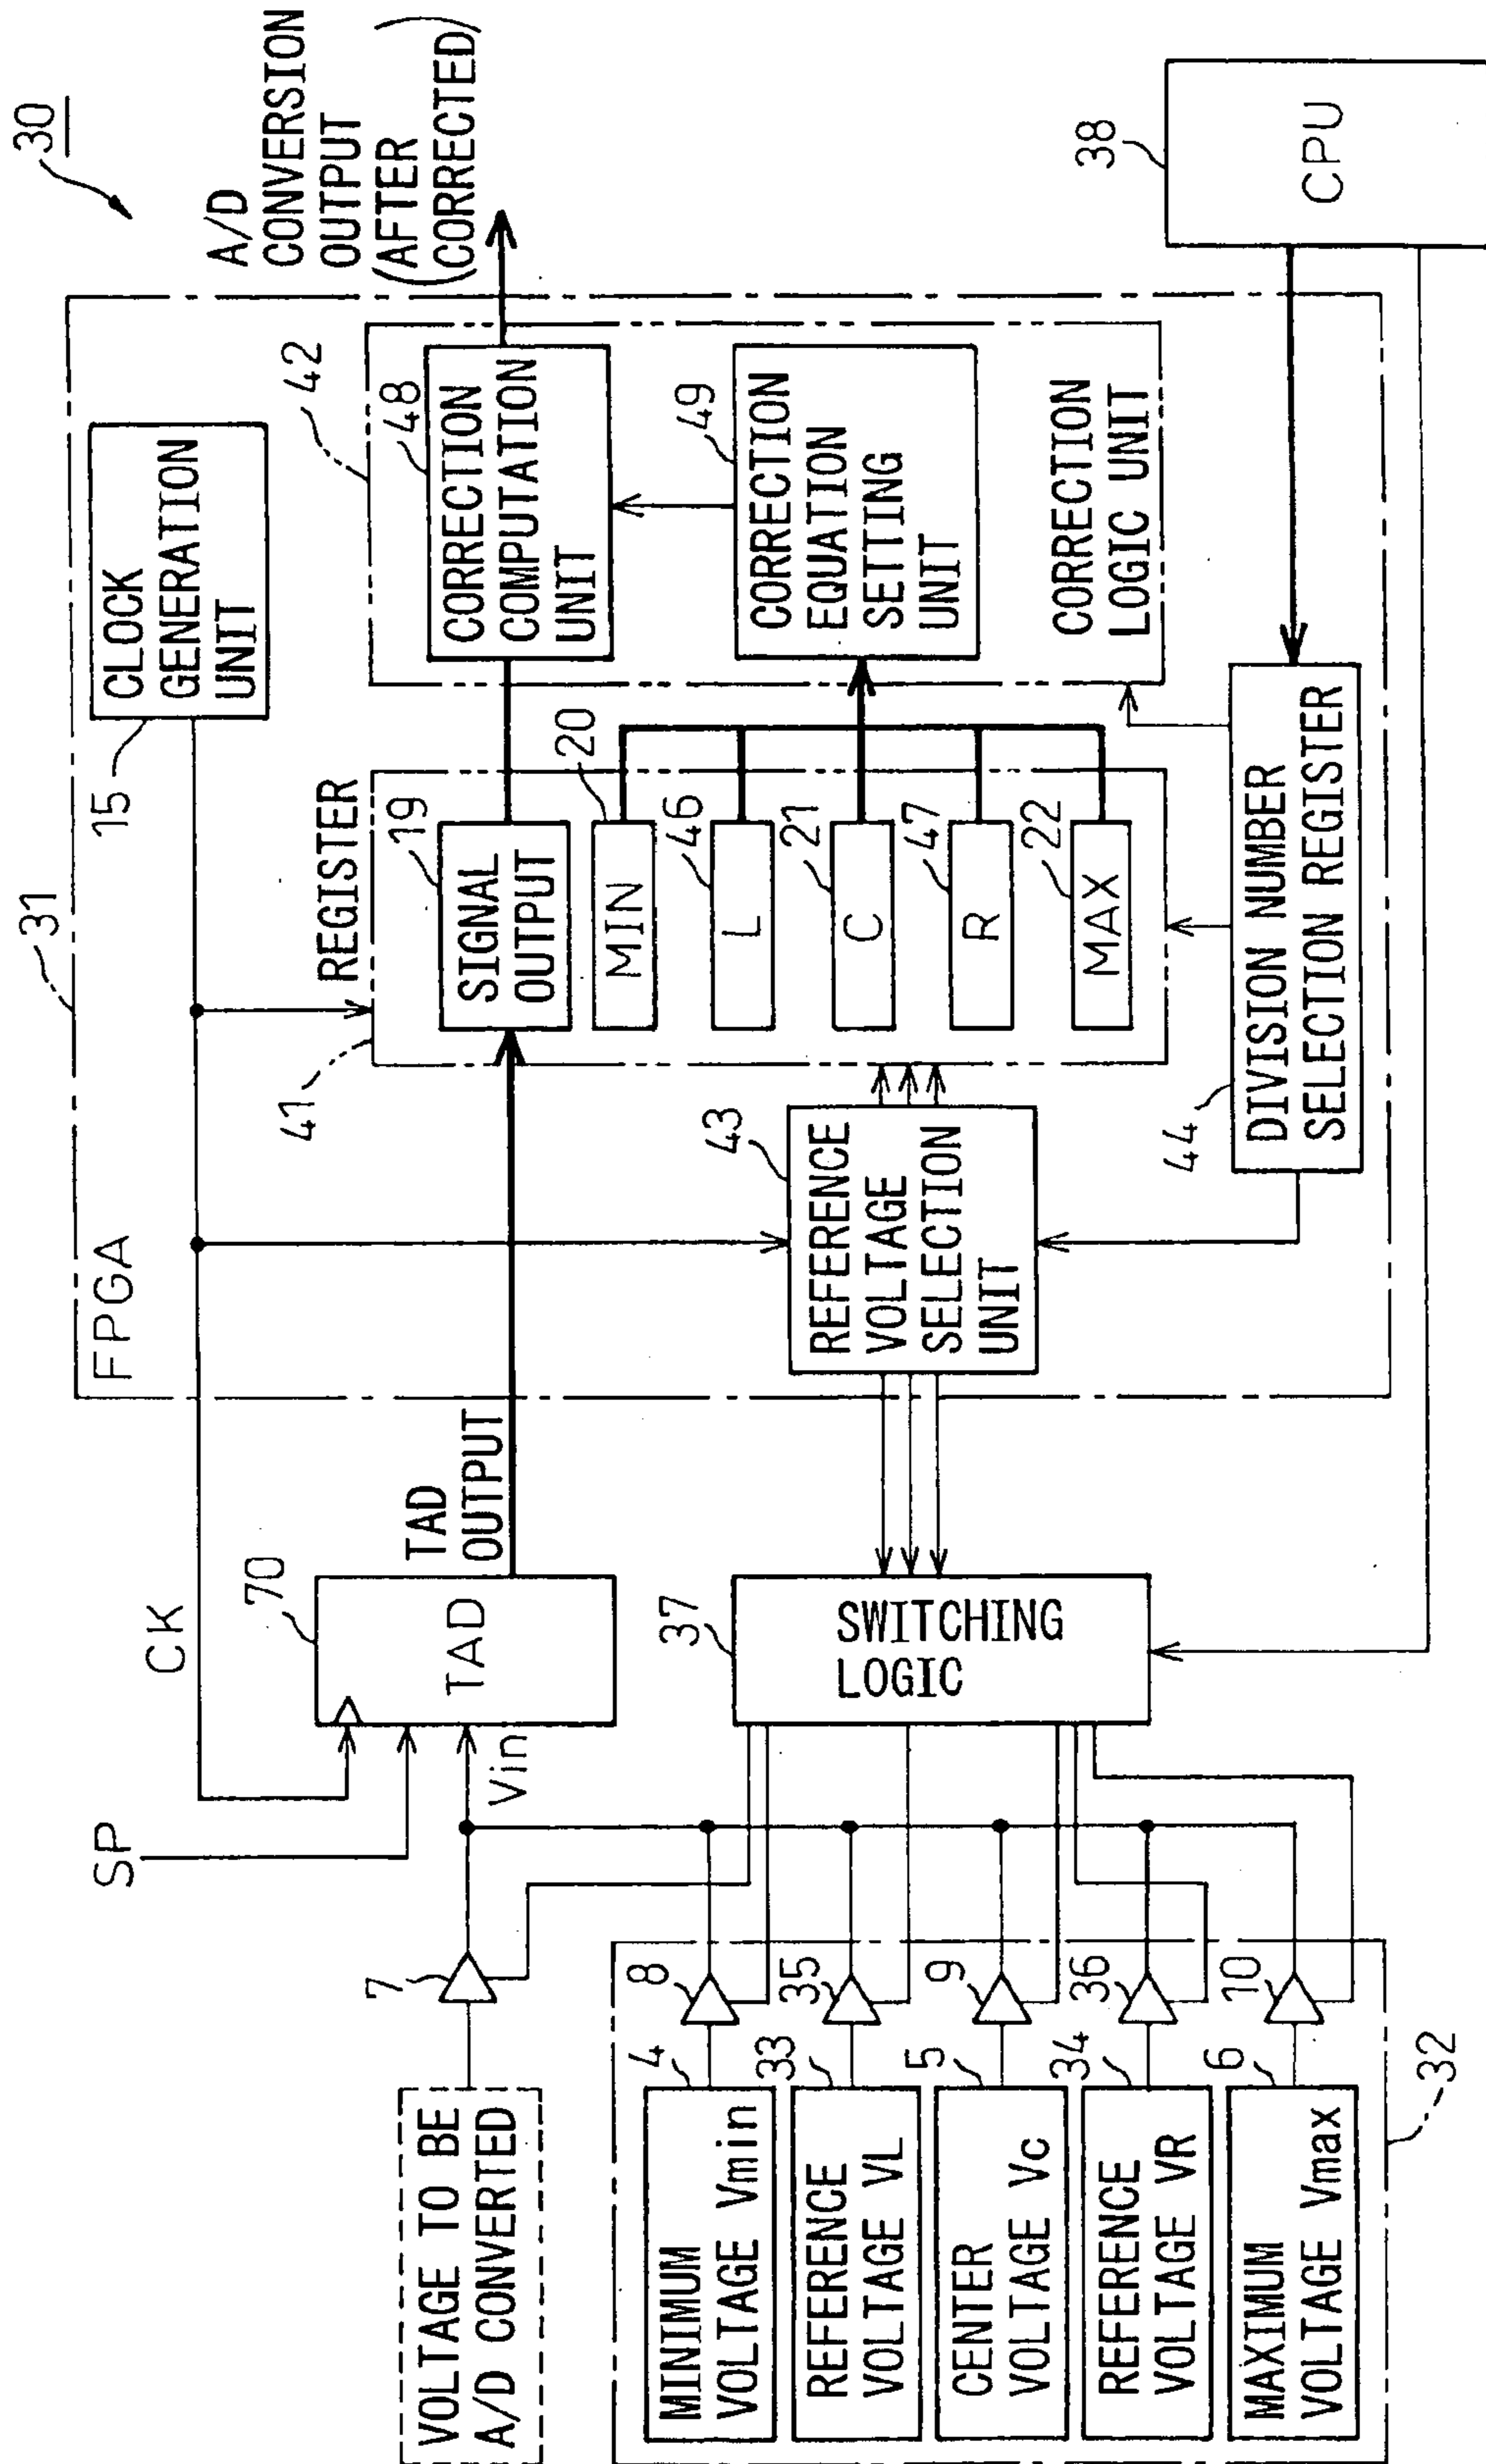 30
A/D
CONVERSION
OUTPUT
(AFTER
CORRECTED)
31
FPGA
CK
SP
15
CLOCK
GENERATION
UNIT
42
48
CORRECTION
COMPUTATION
UNIT
49
CORRECTION
EQUATION
SETTING
UNIT
CORRECTION
LOGIC UNIT
REGISTER
41
19
SIGNAL
OUTPUT
20
MIN
46
L
21
C
47
R
22
MAX
43
REFERENCE
VOLTAGE
SELECTION
UNIT
44
DIVISION NUMBER
SELECTION REGISTER
38
CPU
TAD
OUTPUT
70
TAD
Vin
37
SWITCHING
LOGIC
VOLTAGE TO BE
A/D CONVERTED
7
4
8
MINIMUM
VOLTAGE Vmin
33
35
REFERENCE
VOLTAGE VL
5
9
CENTER
VOLTAGE Vc
34
36
REFERENCE
VOLTAGE VR
6
10
MAXIMUM
VOLTAGE Vmax
32